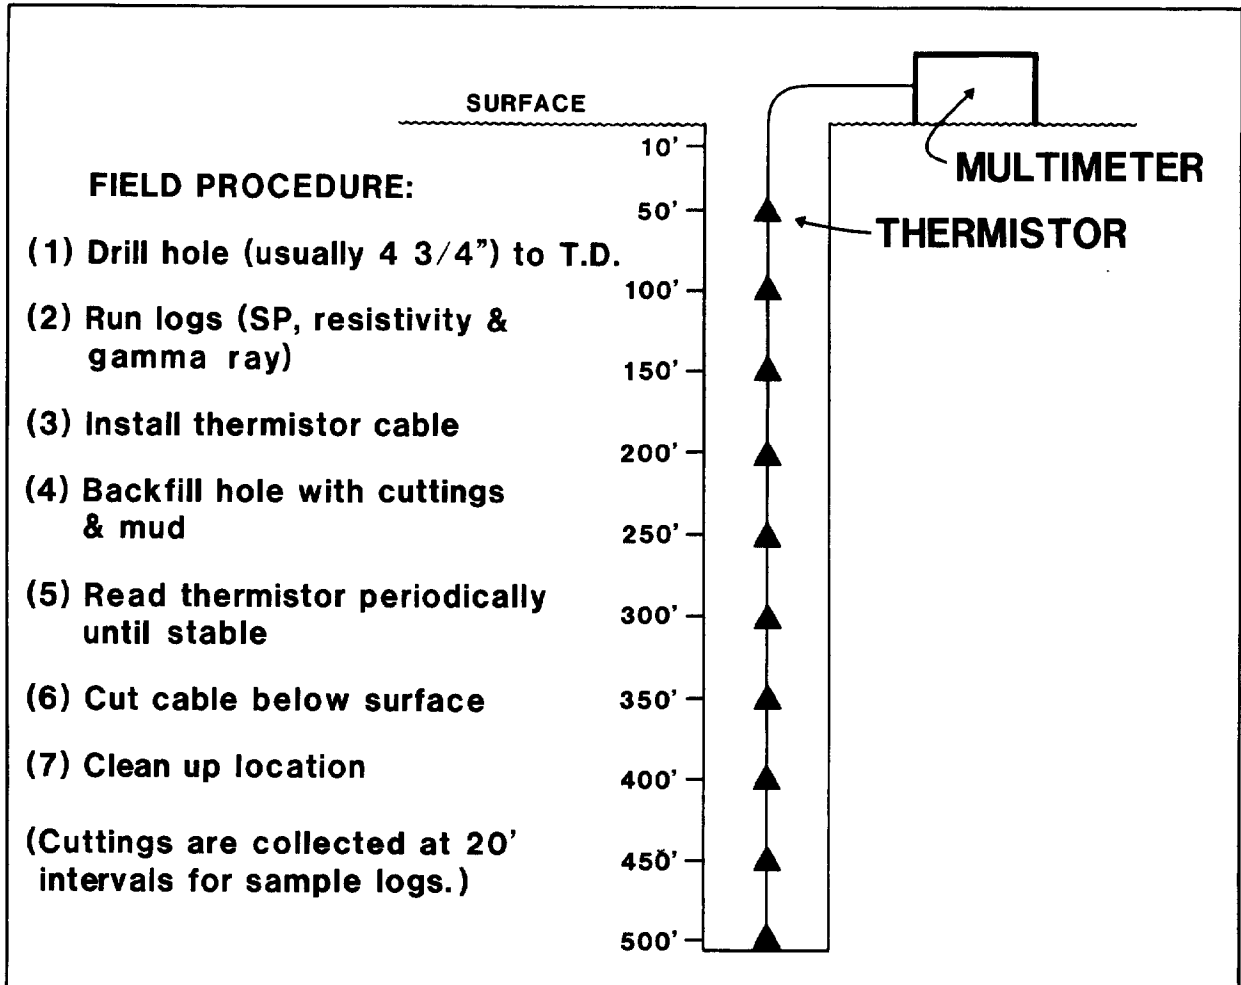 SURFACE
FIELD PROCEDURE:
(1) Drill hole (usually 4 3/4”) to T.D.
(2) Run logs (SP, resistivity &
gamma ray)
(3) Install thermistor cable
(4) Backfill hole with cuttings
& mud
(5) Read thermistor periodically
until stable
(6) Cut cable below surface
(7) Clean up location
(Cuttings are collected at 20’
intervals for sample logs.)
10’
50’
100’
150’
200’
250’
300’
350’
400’
450’
500’
MULTIMETER
THERMISTOR